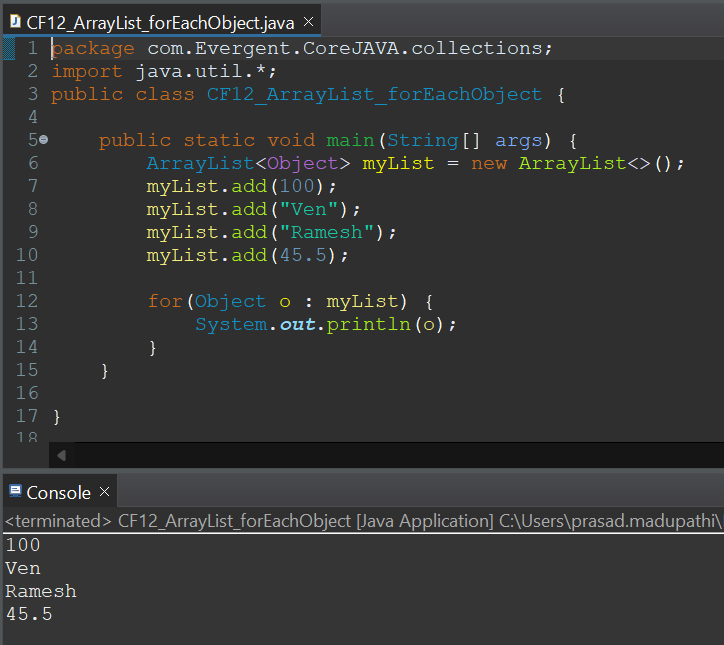 CF12_ArrayList_forEachObject.java ×
1 package com.Evergent.CoreJAVA.collections;
2 import java.util.*;
3 public class CF12_ArrayList_forEachObject {
4
5 public static void main(String[] args) {
6 ArrayList<Object> myList = new ArrayList<>();
7 myList.add(100);
8 myList.add("Ven");
9 myList.add("Ramesh");
10 myList.add(45.5);
11
12 for(Object o : myList) {
13 System.out.println(o);
14 }
15 }
16
17 }
18
Console ×
<terminated> CF12_ArrayList_forEachObject [Java Application] C:\Users\prasad.madupathi\
100
Ven
Ramesh
45.5